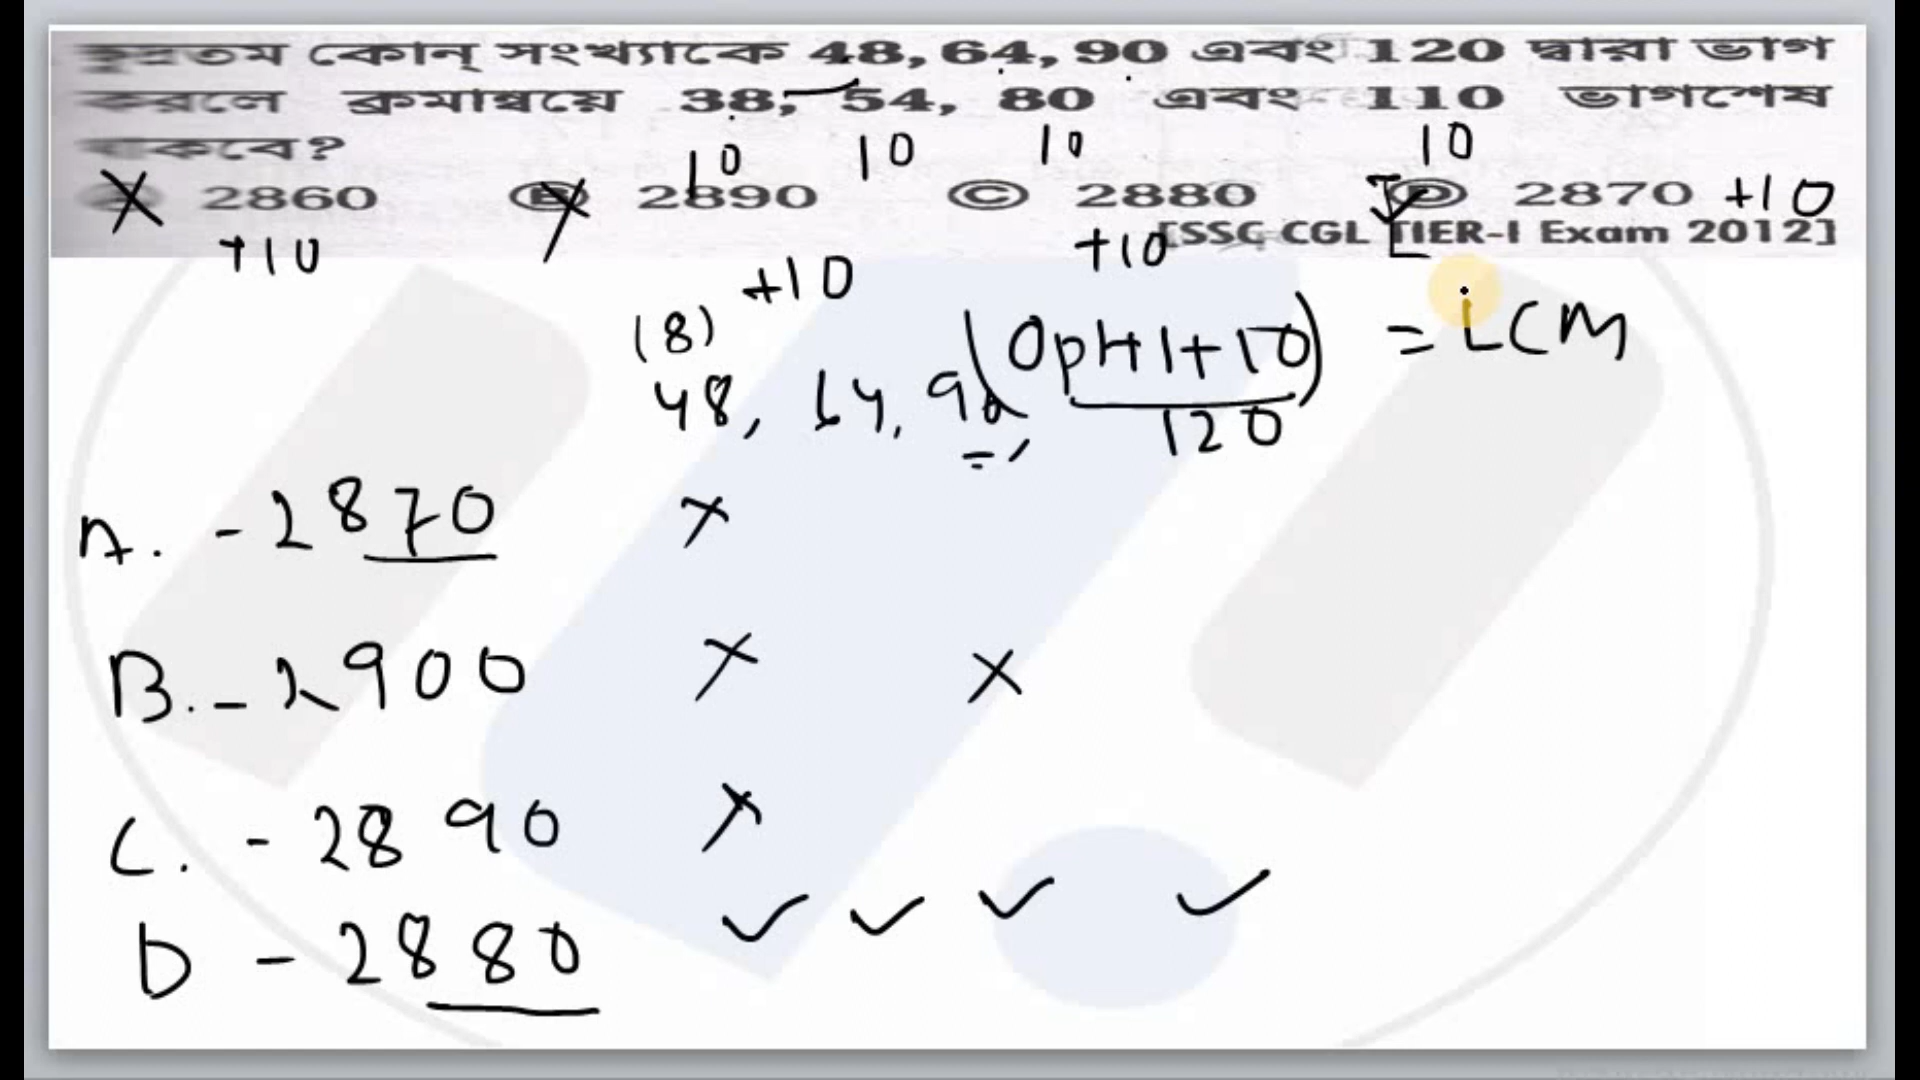 ক্ষুদ্রতম কোন্ সংখ্যাকে 48, 64, 90 এবং 120 দ্বারা ভাগ
করলে ক্রমান্বয়ে 38, 54, 80 এবং 110 ভাগশেষ
থাকবে?
10 10 10 10
2860 Ⓑ 2890 Ⓒ 2880 Ⓓ 2870 +10
[SSC CGL TIER-I Exam 2012]
+10 +10 +10
(8) (OpH1+10) = LCM
48, 64, 90, 120
A. - 2870
B. - 2900
C. - 2890
D - 2880